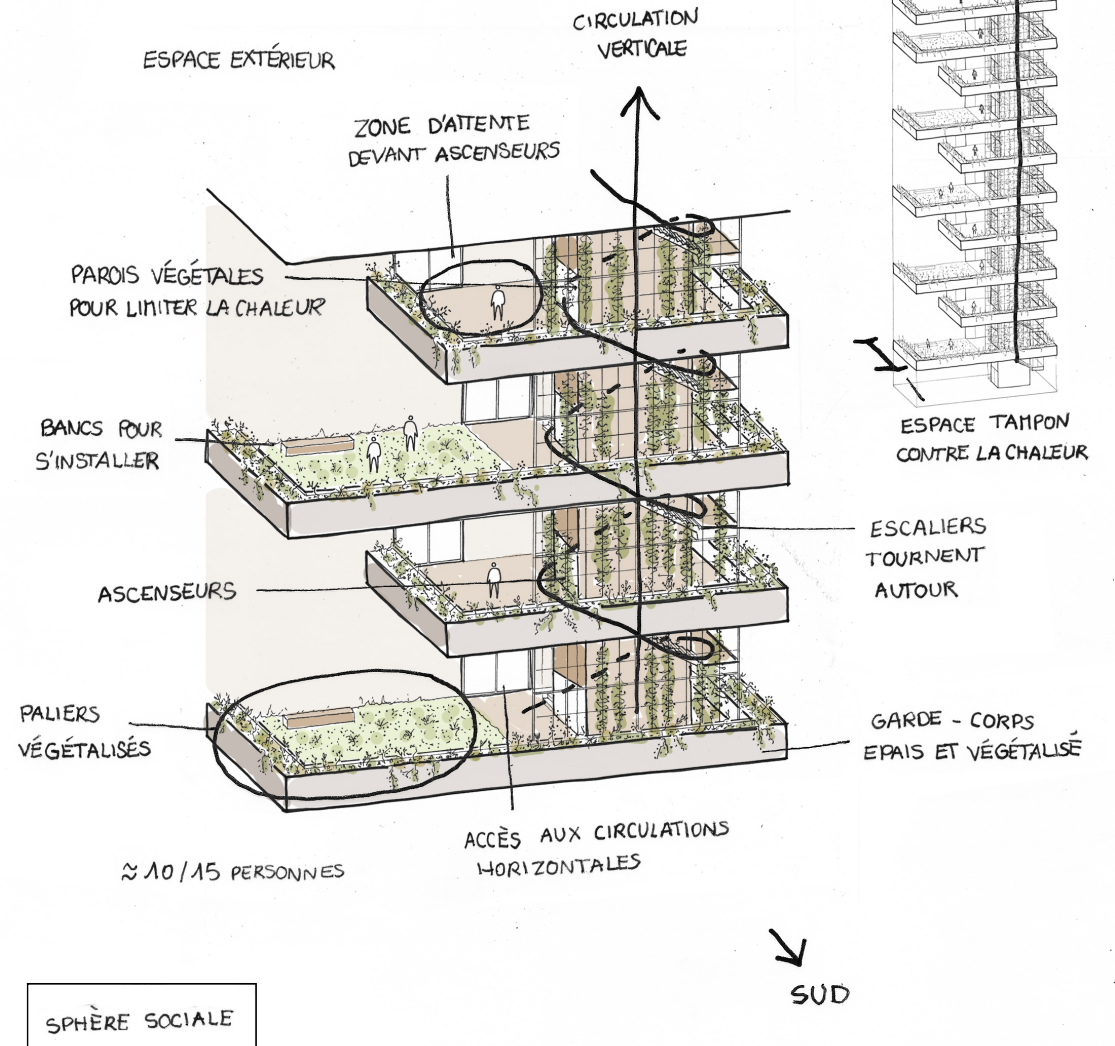 CIRCULATION
VERTICALE
ESPACE EXTÉRIEUR
ZONE D'ATTENTE
DEVANT ASCENSEURS
PAROIS VÉGÉTALES
POUR LIMITER LA CHALEUR
BANCS POUR
S'INSTALLER
ESPACE TAMPON
CONTRE LA CHALEUR
ESCALIERS
TOURNENT
AUTOUR
ASCENSEURS
PALIERS
VÉGÉTALISÉS
GARDE - CORPS
EPAIS ET VÉGÉTALISÉ
ACCÈS AUX CIRCULATIONS
HORIZONTALES
≈ 10/15 PERSONNES
SUD
SPHÈRE SOCIALE